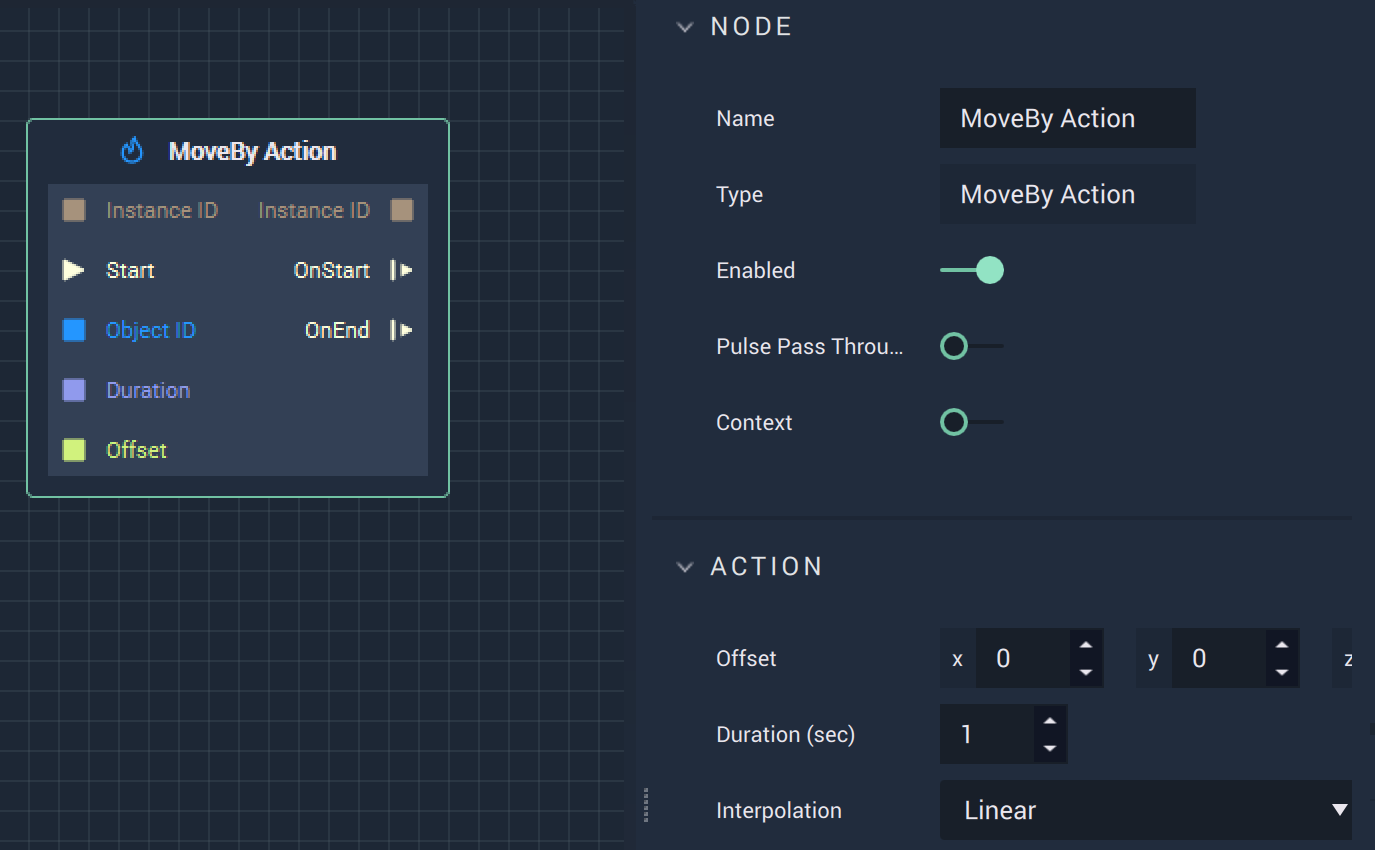 MoveBy Action
Instance ID Instance ID
Start OnStart
Object ID OnEnd
Duration
Offset
NODE
Name MoveBy Action
Type MoveBy Action
Enabled
Pulse Pass Throu...
Context
ACTION
Offset x 0 y 0 z
Duration (sec) 1
Interpolation Linear